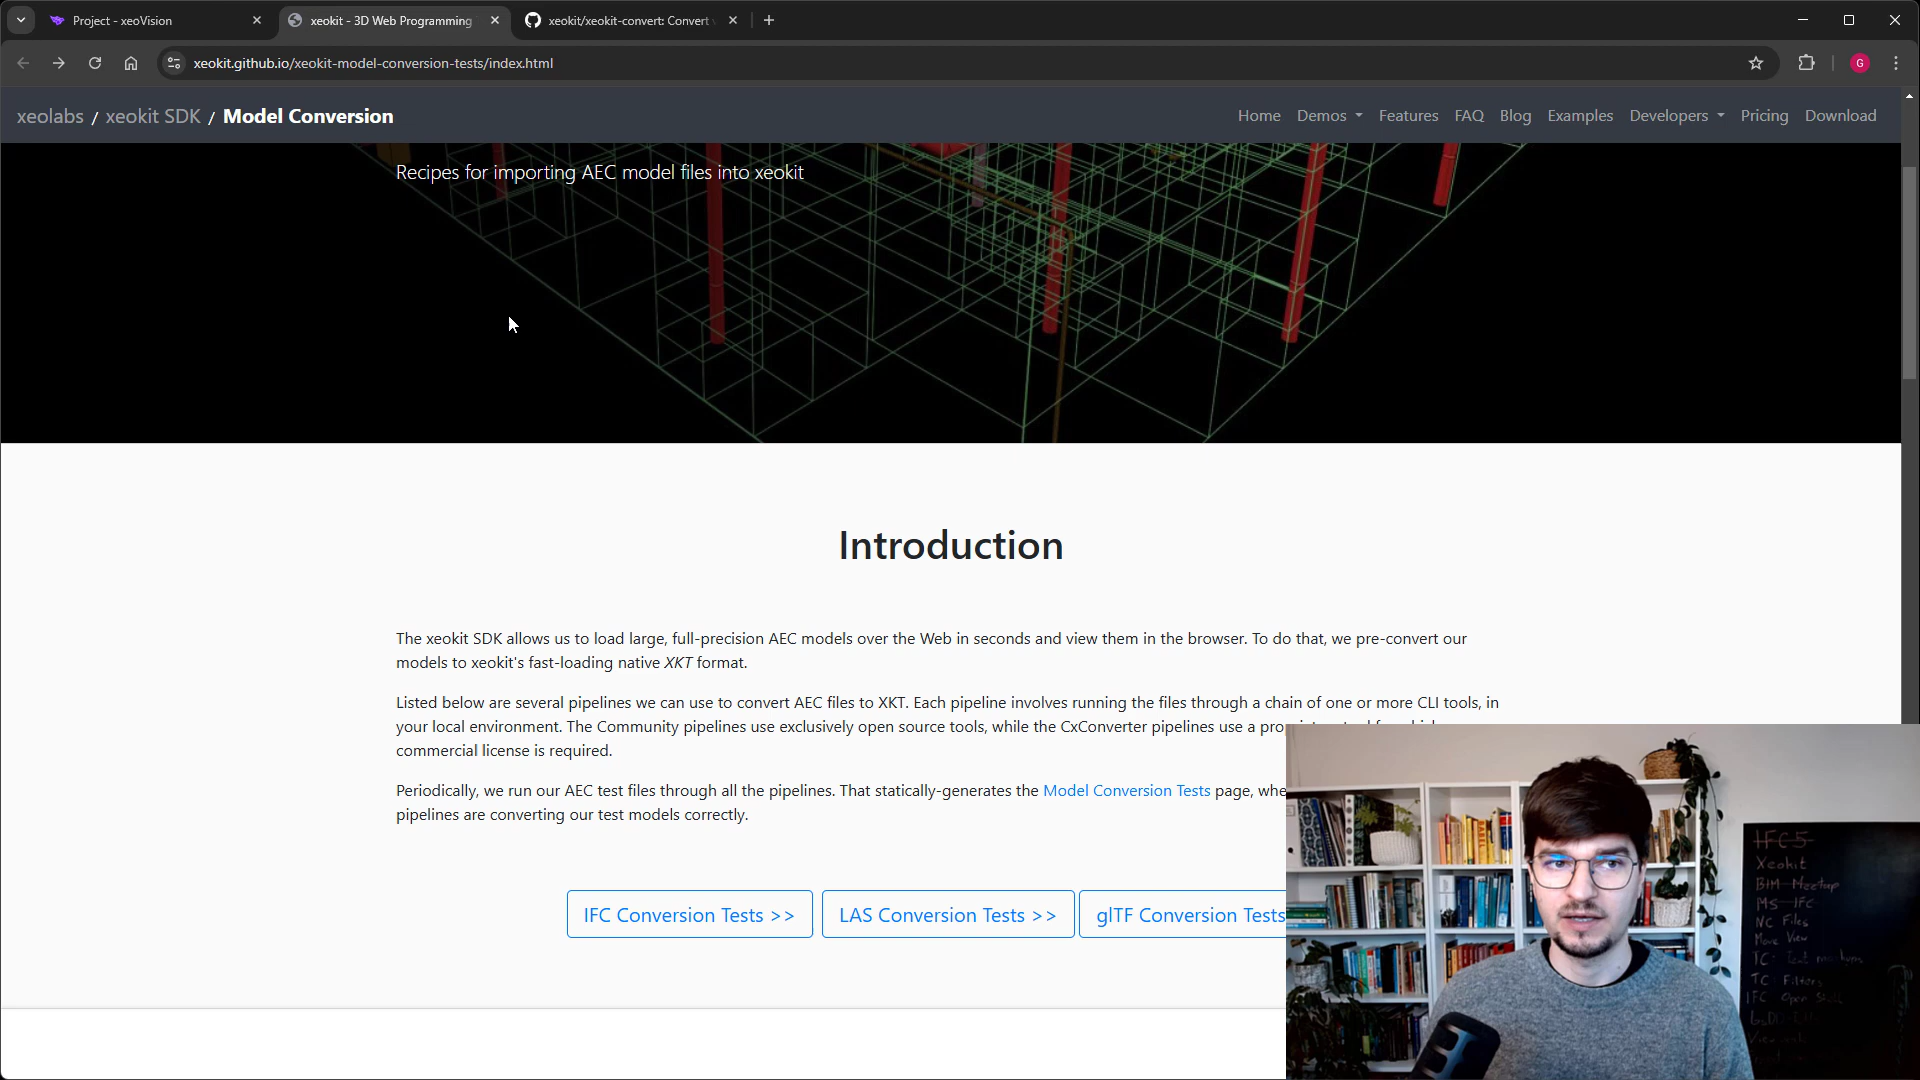 Project - xeoVision
xeokit - 3D Web Programming
xeokit/xeokit-convert: Convert
xeokit.github.io/xeokit-model-conversion-tests/index.html
G
xeolabs / xeokit SDK / Model Conversion
Home
Demos
Features
FAQ
Blog
Examples
Developers
Pricing
Download
Recipes for importing AEC model files into xeokit
Introduction
The xeokit SDK allows us to load large, full-precision AEC models over the Web in seconds and view them in the browser. To do that, we pre-convert our
models to xeokit's fast-loading native XKT format.
Listed below are several pipelines we can use to convert AEC files to XKT. Each pipeline involves running the files through a chain of one or more CLI tools, in
your local environment. The Community pipelines use exclusively open source tools, while the CxConverter pipelines use a
commercial license is required.
Periodically, we run our AEC test files through all the pipelines. That statically-generates the Model Conversion Tests page,
pipelines are converting our test models correctly.
IFC Conversion Tests >>
LAS Conversion Tests >>
glTF Conversion Tests
IFC5
Xeokit
BIM-Meetup
MS-IFC
NC Files
Move View
TC:
TC: Filters
IFC Open